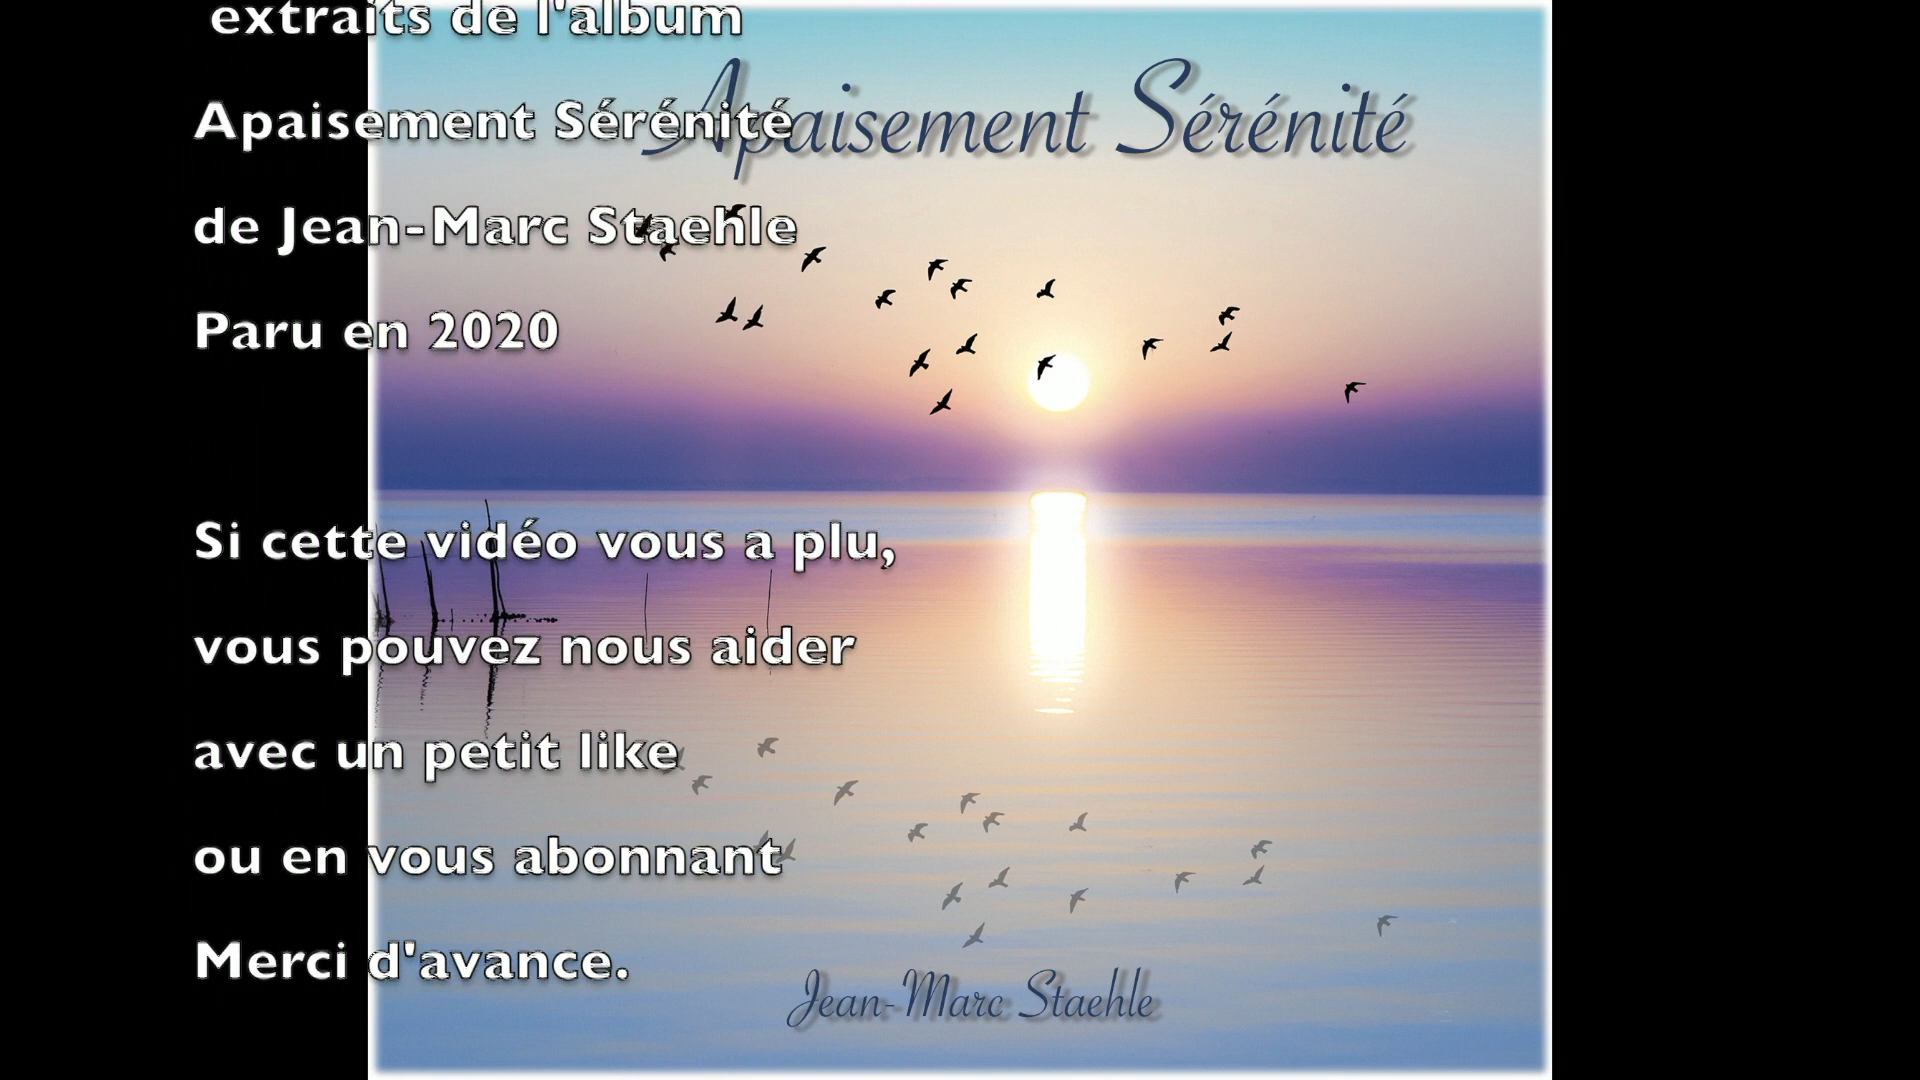 extraits de l'album
Apaisement Sérénité
de Jean-Marc Staehle
Paru en 2020
Si cette vidéo vous a plu,
vous pouvez nous aider
avec un petit like
ou en vous abonnant
Merci d'avance.
Apaisement Sérénité
Jean-Marc Staehle